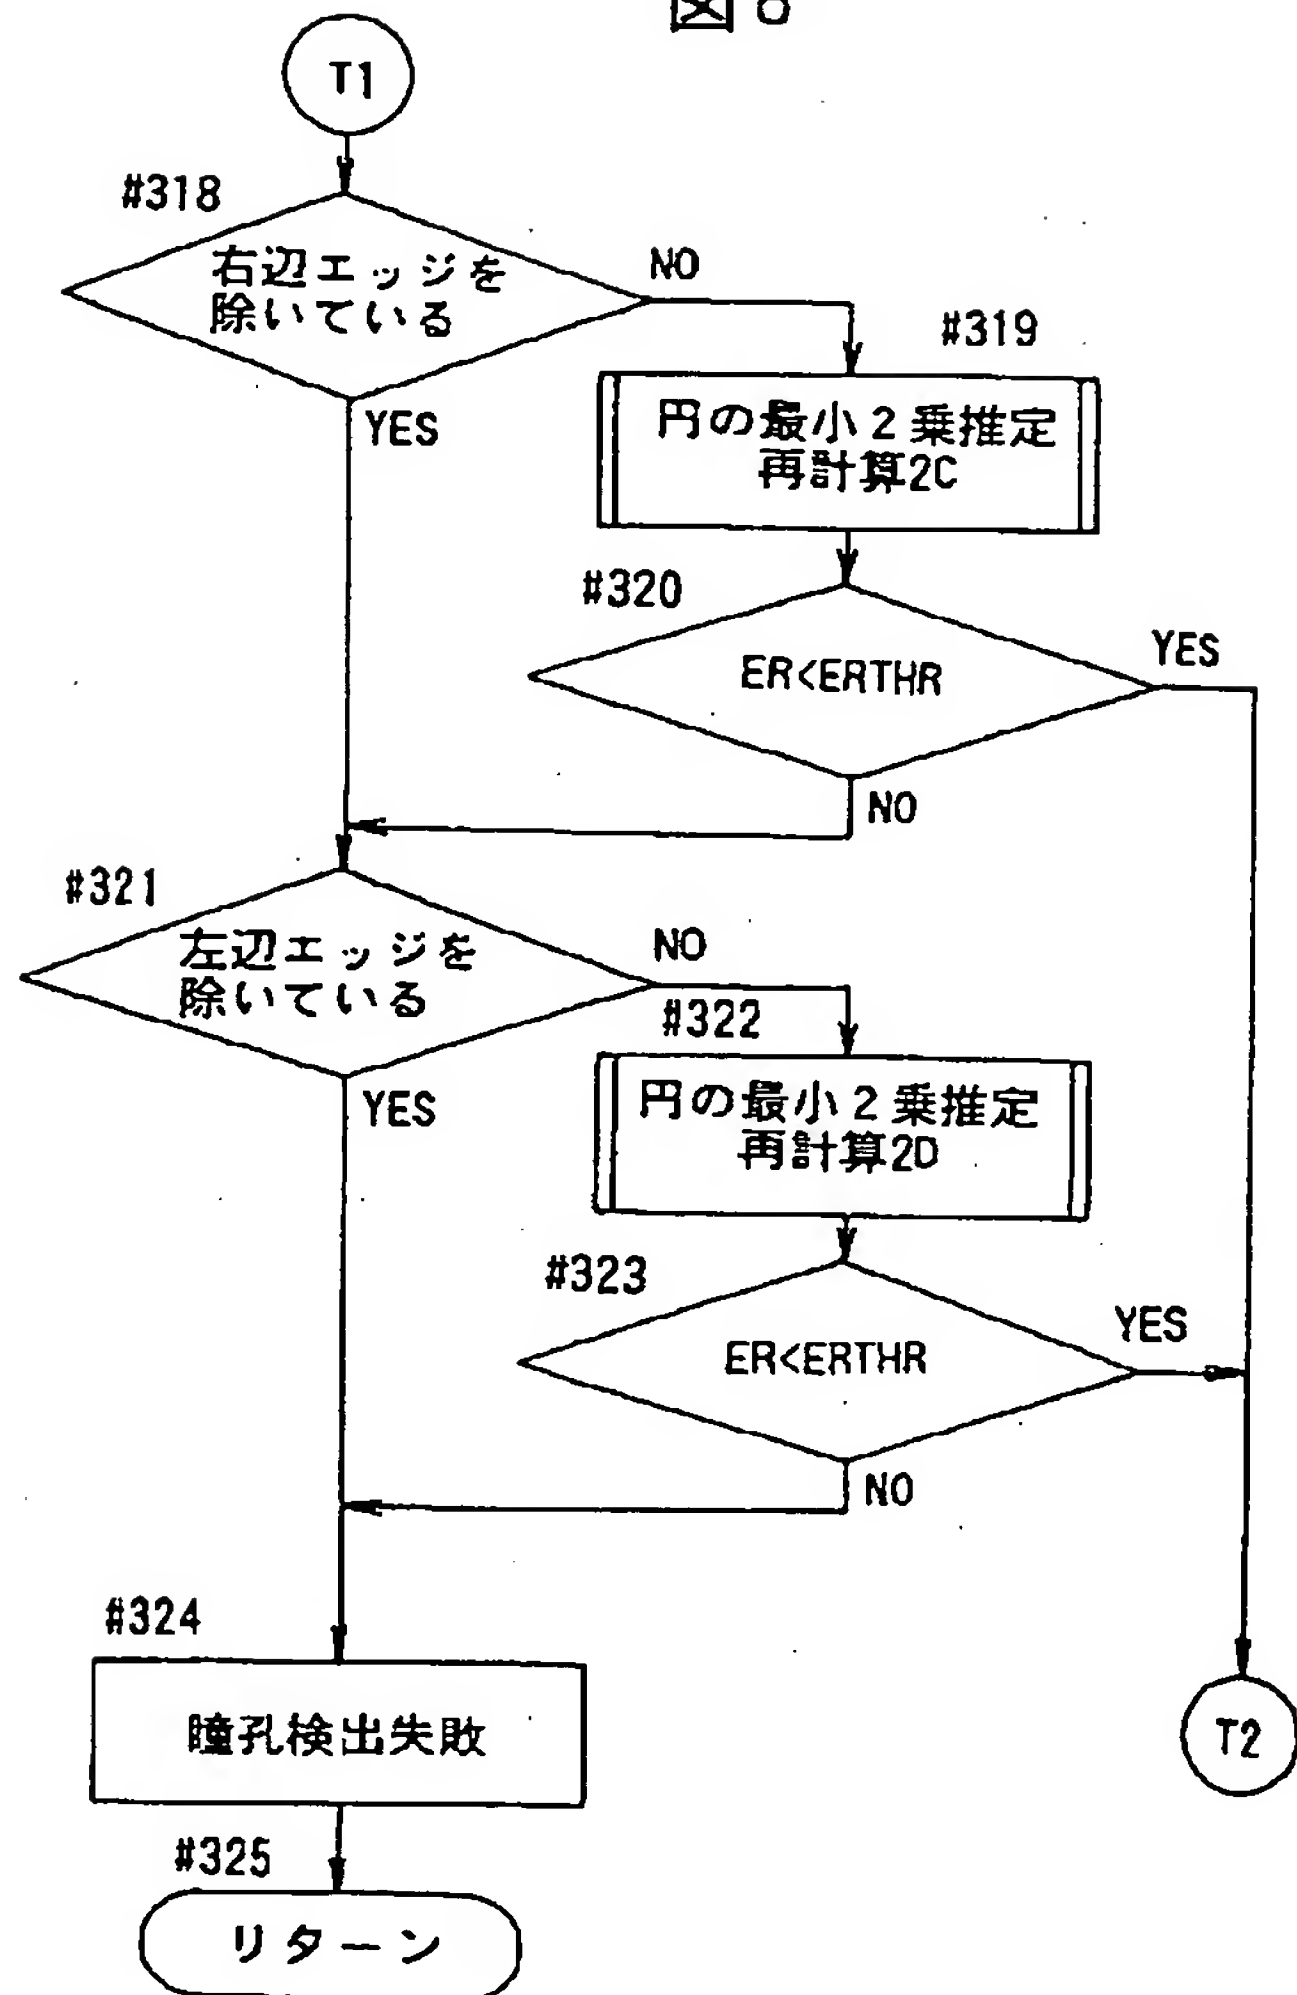 T1
#318
右辺エッジを
除いている
NO
YES
#319
円の最小2乗推定
再計算2C
#320
ER<ERTHR
YES
NO
#321
左辺エッジを
除いている
NO
YES
#322
円の最小2乗推定
再計算2D
#323
ER<ERTHR
YES
NO
#324
瞳孔検出失敗
T2
#325
リターン